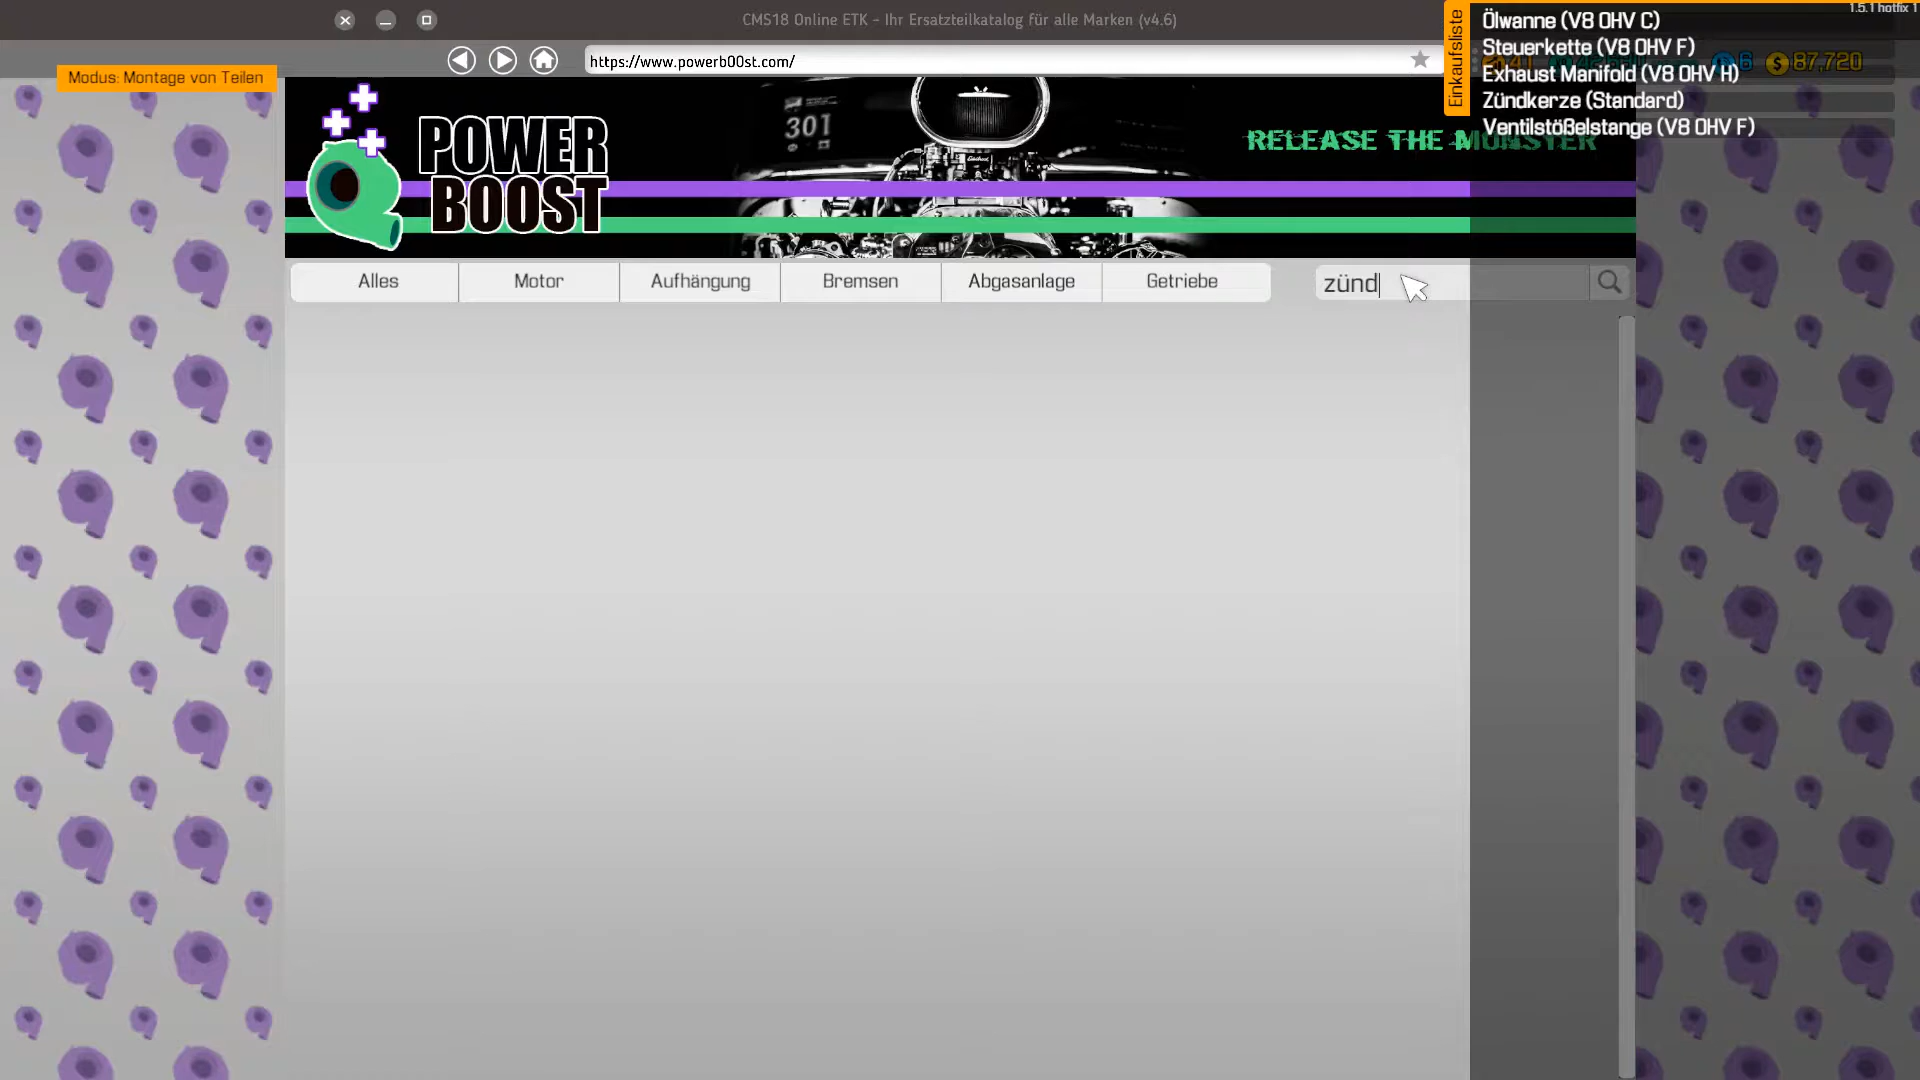 CMS18 Online ETK - Ihr Ersatzteilkatalog für alle Marken (v4.6)
1.5.1 hotfix 1
Einkaufsliste
Ölwanne (V8 OHV C)
Steuerkette (V8 OHV F)
Exhaust Manifold (V8 OHV H)
Zündkerze (Standard)
Ventilstößelstange (V8 OHV F)
87,720
https://www.powerb00st.com/
Modus: Montage von Teilen
301
POWER
BOOST
RELEASE THE MONSTER
Alles
Motor
Aufhängung
Bremsen
Abgasanlage
Getriebe
zünd